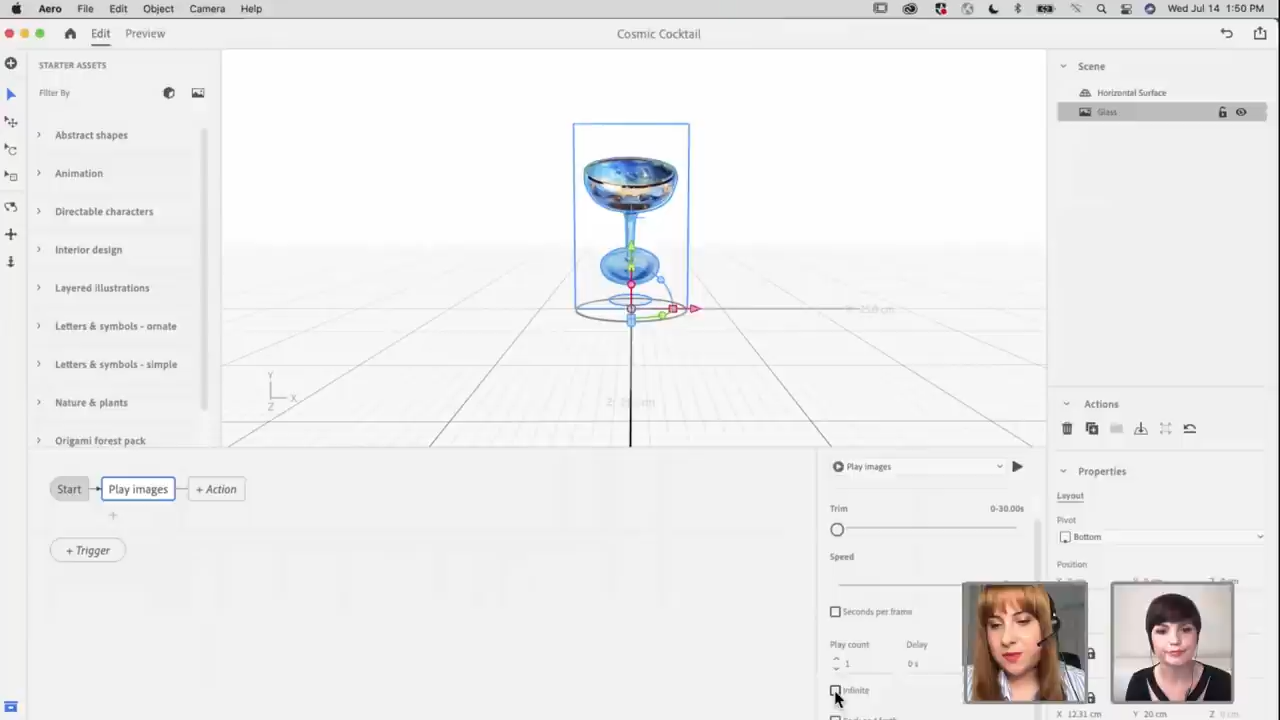 Aero File Edit Object Camera Help
Wed Jul 14 1:50 PM
Edit Preview
Cosmic Cocktail
STARTER ASSETS
Filter By
Abstract shapes
Animation
Directable characters
Interior design
Layered illustrations
Letters & symbols - ornate
Letters & symbols - simple
Nature & plants
Origami forest pack
Y
X
Z
Scene
Horizontal Surface
Glass
Actions
Properties
Layout
Pivot
Bottom
Position
X 12.31 cm Y 20 cm Z 0 cm
Start
Play images
+ Action
+
+ Trigger
Play images
Trim 0-30.00s
Speed
Seconds per frame
Play count Delay
1 0 s
Infinite